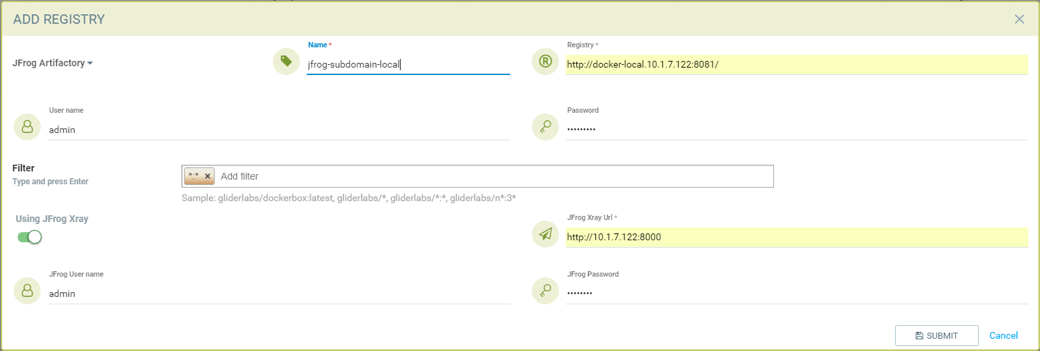 ADD REGISTRY
JFrog Artifactory
Name *
jfrog-subdomain-local
Registry *
http://docker-local.10.1.7.122:8081/
User name
admin
Password
•••••••••
Filter
Type and press Enter
*:* x Add filter
Sample: gliderlabs/dockerbox:latest, gliderlabs/*, gliderlabs/*:*, gliderlabs/n*:3*
Using JFrog Xray
JFrog Xray Url *
http://10.1.7.122:8000
JFrog User name
admin
JFrog Password
••••••••
SUBMIT Cancel